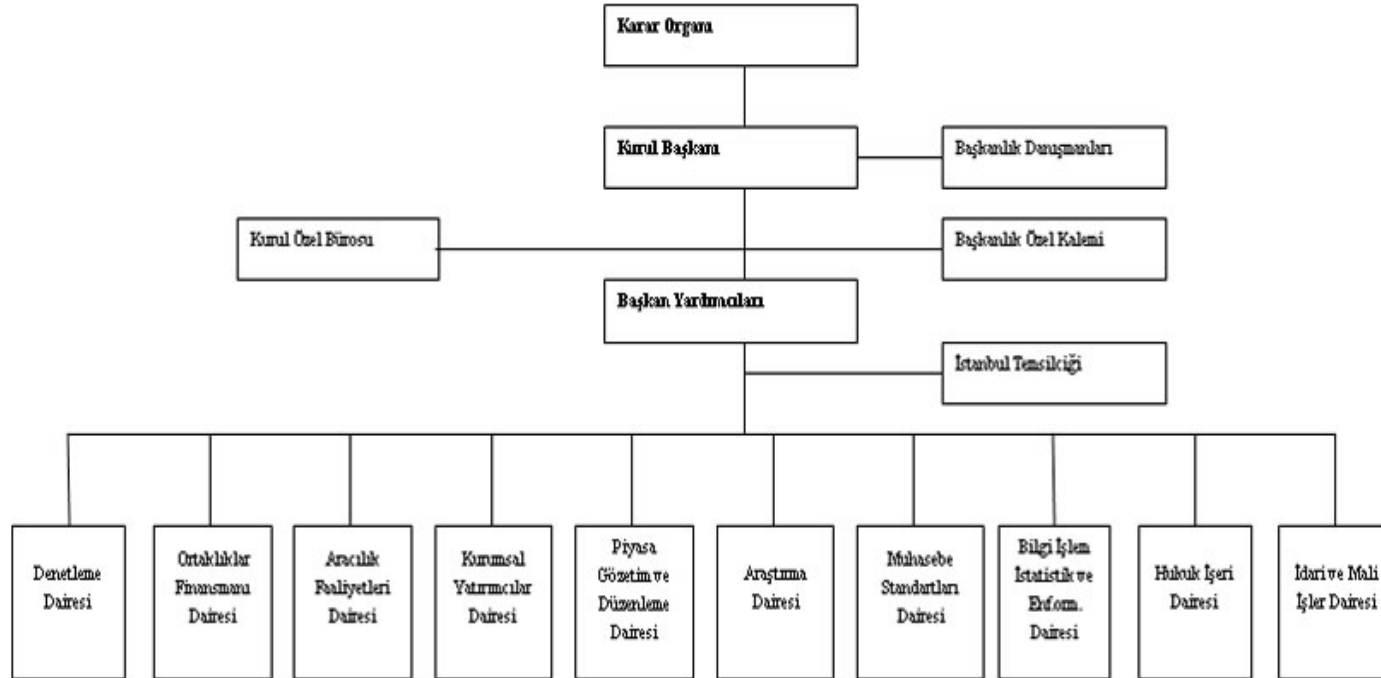 Karar Organı
Kurul Başkanı
Başkanlık Danışmanları
Kurul Özel Bürosu
Başkanlık Özel Kalemi
Başkan Yardımcıları
İstanbul Temsilciği
Denetleme
Dairesi
Ortaklıklar
Finansmanı
Dairesi
Aracılık
Faaliyetleri
Dairesi
Kurumsal
Yatırımcılar
Dairesi
Piyasa
Gözetim ve
Düzenleme
Dairesi
Araştırma
Dairesi
Muhasebe
Standartları
Dairesi
Bilgi İşlem
İstatistik ve
Enform.
Dairesi
Hukuk İşeri
Dairesi
İdari ve Mali
İşler Dairesi